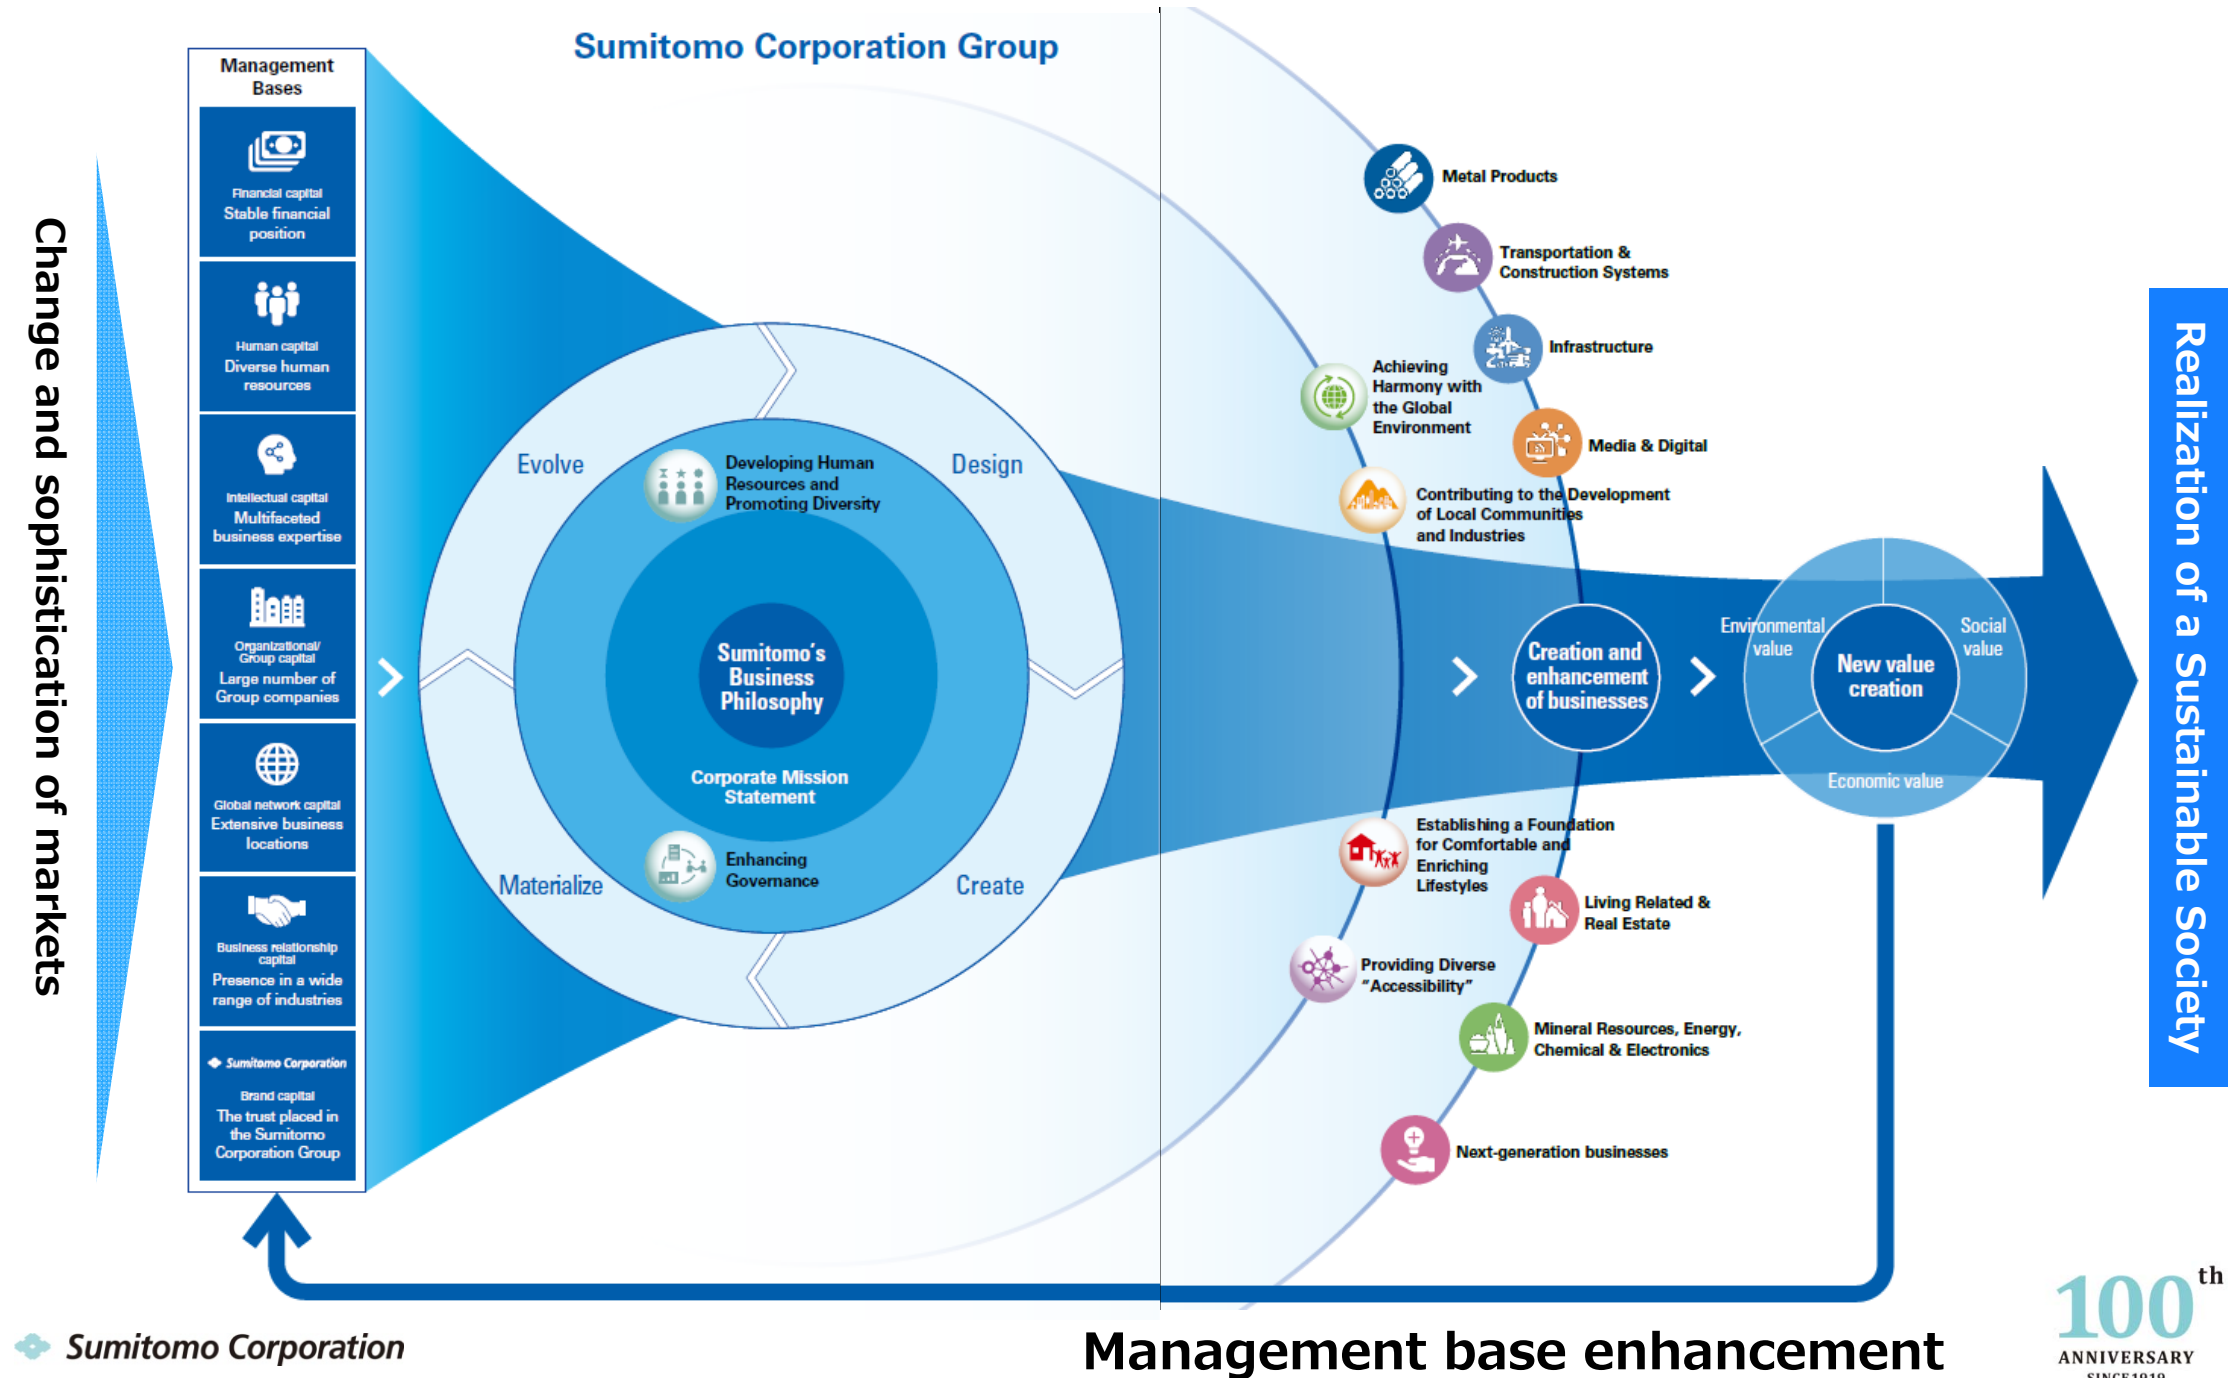 Sumitomo Corporation Group
Change and sophistication of markets
Management
Bases
Financial capital
Stable financial
position
Human capital
Diverse human
resources
Intellectual capital
Multifaceted
business expertise
Organizational/
Group capital
Large number of
Group companies
Global network capital
Extensive business
locations
Business relationship
capital
Presence in a wide
range of industries
Sumitomo Corporation
Brand capital
The trust placed in
the Sumitomo
Corporation Group
Evolve
Design
Materialize
Create
Developing Human
Resources and
Promoting Diversity
Sumitomo's
Business
Philosophy
Corporate Mission
Statement
Enhancing
Governance
Metal Products
Transportation &
Construction Systems
Infrastructure
Media & Digital
Achieving
Harmony with
the Global
Environment
Contributing to the Development
of Local Communities
and Industries
Creation and
enhancement
of businesses
Environmental
value
Social
value
New value
creation
Economic value
Establishing a Foundation
for Comfortable and
Enriching
Lifestyles
Living Related &
Real Estate
Providing Diverse
"Accessibility"
Mineral Resources, Energy,
Chemical & Electronics
Next-generation businesses
Realization of a Sustainable Society
Sumitomo Corporation
Management base enhancement
100th
ANNIVERSARY
SINCE 1919